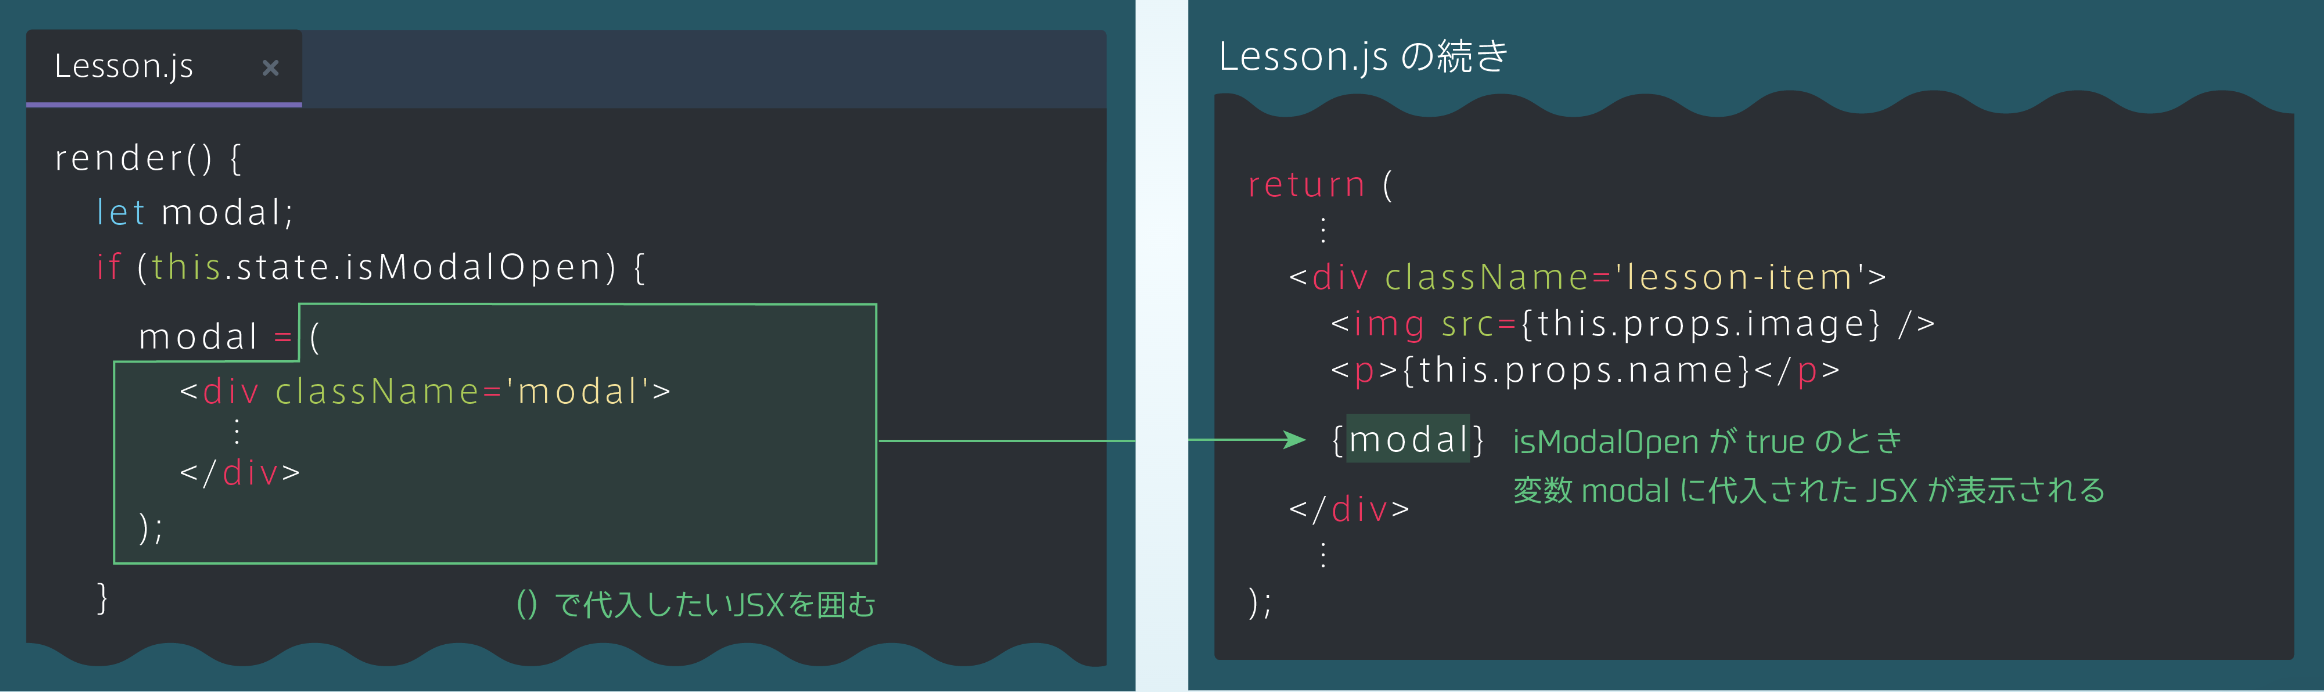 Lesson.js ×
render() {
let modal;
if (this.state.isModalOpen) {
modal = (
<div className='modal'>
⋮
</div>
);
}
() で代入したいJSXを囲む
Lesson.js の続き
return (
⋮
<div className='lesson-item'>
<img src={this.props.image} />
<p>{this.props.name}</p>
{modal}
isModalOpen が true のとき
変数 modal に代入された JSX が表示される
</div>
⋮
);